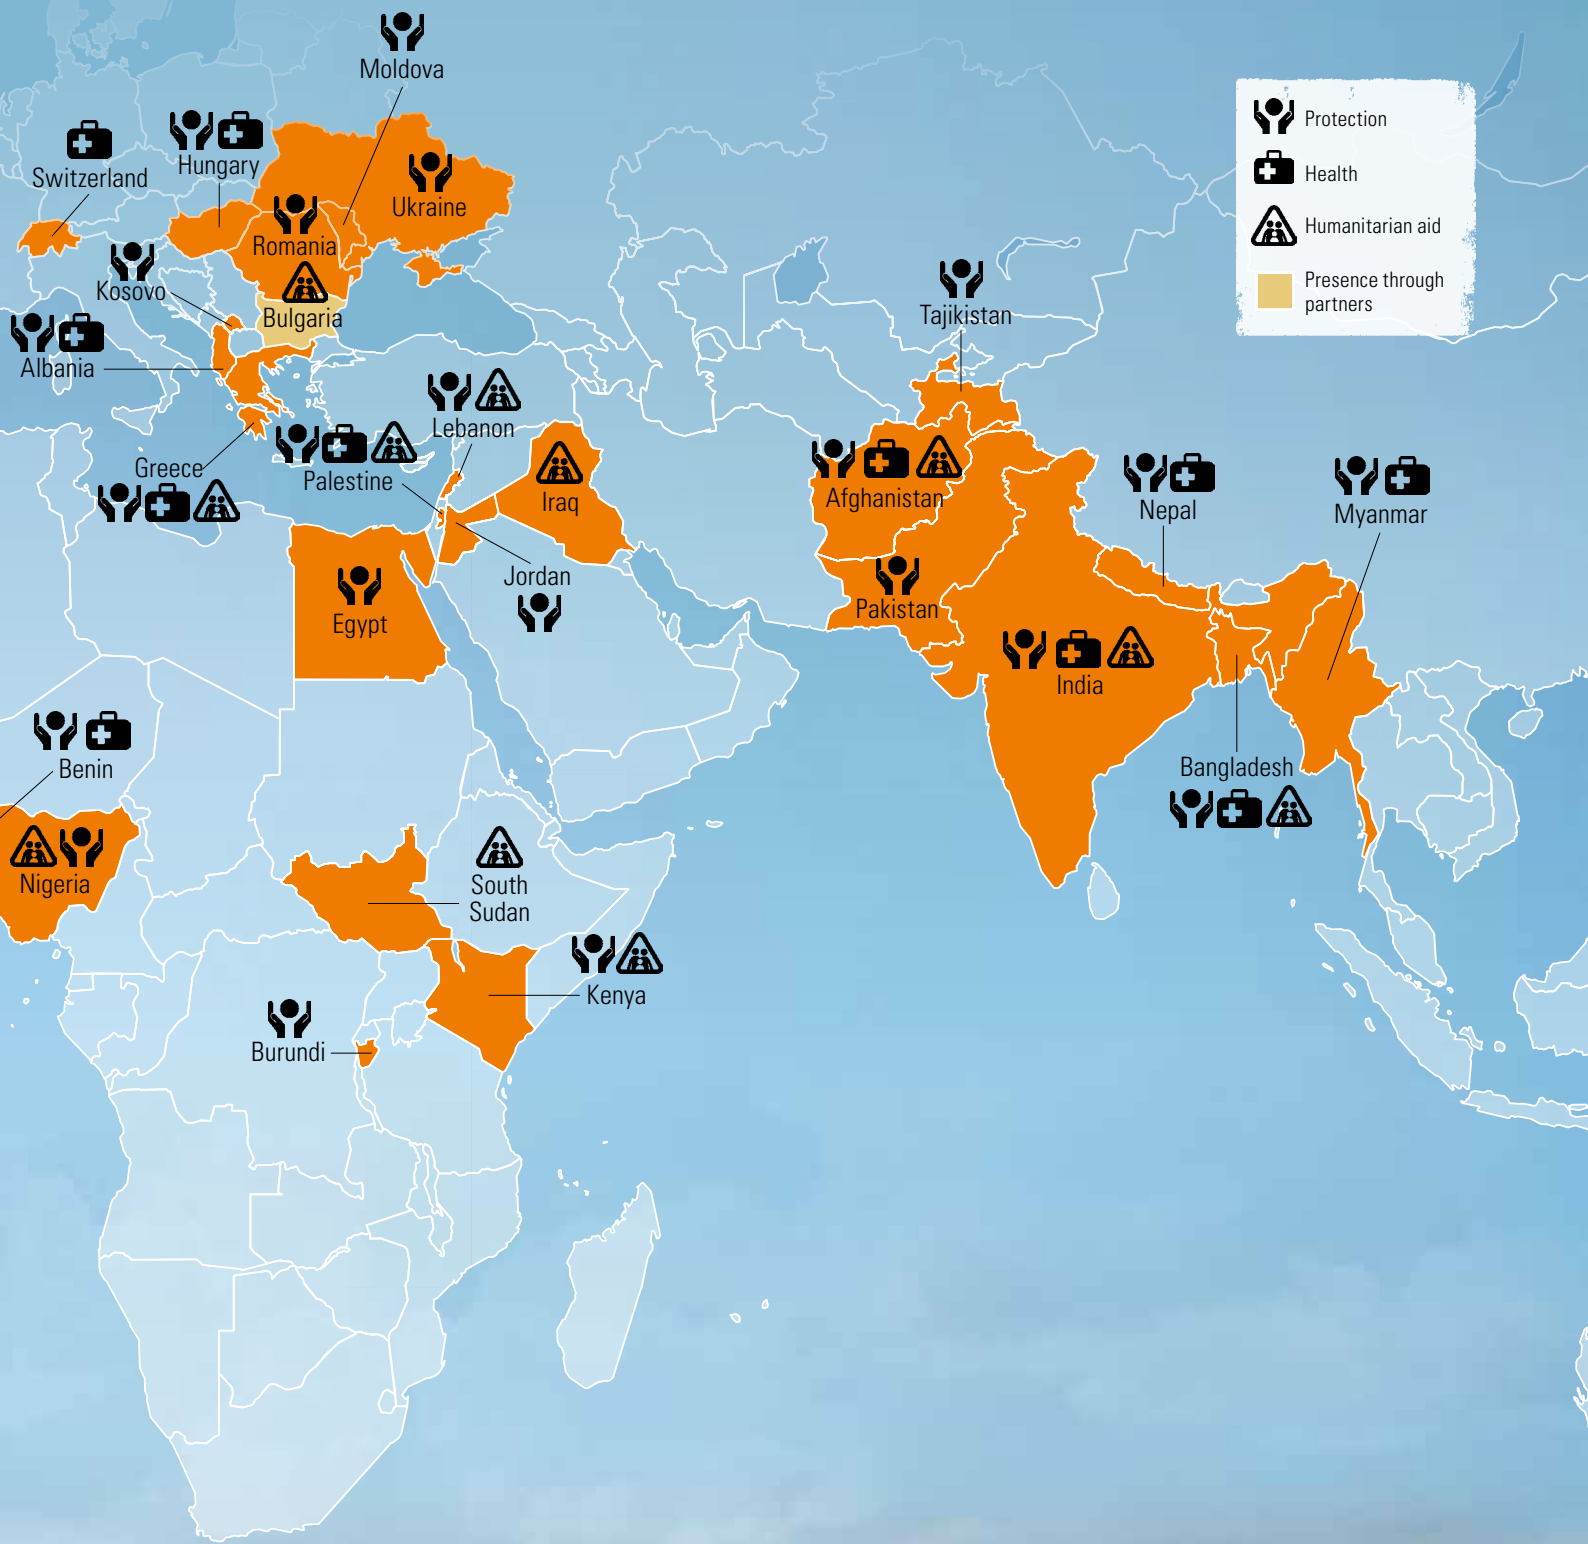 Moldova
Protection
Health
Humanitarian aid
Presence through
partners
Switzerland
Hungary
Ukraine
Romania
Kosovo
Bulgaria
Albania
Tajikistan
Lebanon
Greece
Palestine
Iraq
Afghanistan
Nepal
Myanmar
Jordan
Egypt
Pakistan
India
Benin
Bangladesh
Nigeria
South
Sudan
Kenya
Burundi